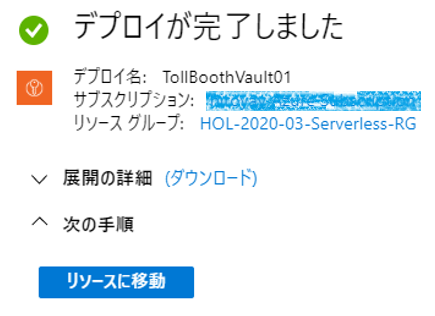 デプロイが完了しました
デプロイ名: TollBoothVault01
サブスクリプション:
リソース グループ: HOL-2020-03-Serverless-RG
展開の詳細 (ダウンロード)
次の手順
リソースに移動